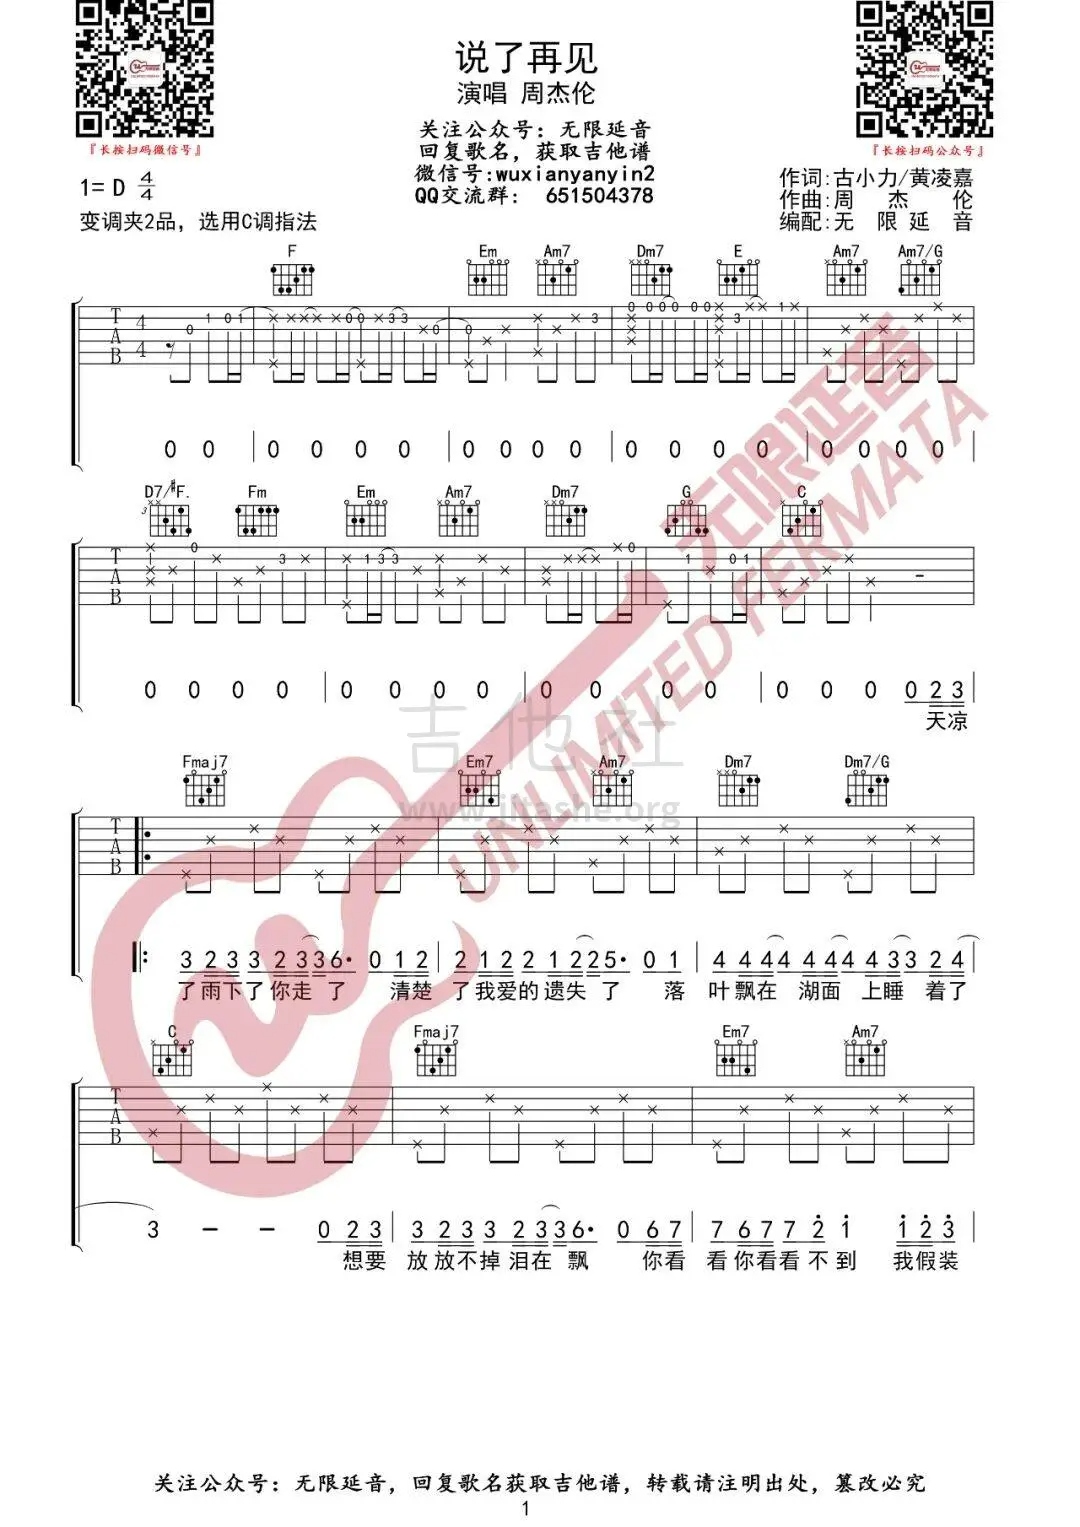 说了再见
演唱 周杰伦
关注公众号：无限延音
回复歌名，获取吉他谱
微信号:wuxianyanyin2
QQ交流群： 651504378
『长按扫码微信号』
『长按扫码公众号』
1= D 4/4
变调夹2品，选用C调指法
作词:古小力/黄凌嘉
作曲:周 杰 伦
编配:无 限 延 音
F Em Am7 Dm7 E Am7 Am7/G
T A B 4 4
0 0 | 0 0 0 0 | 0 0 0 0 | 0 0 0 0 | 0 0 0 0
D7/#F. Fm Em Am7 Dm7 G C
T A B
0 0 0 0 | 0 0 0 0 | 0 0 0 0 | 0 0 0 23
天凉
Fmaj7 Em7 Am7 Dm7 Dm7/G
T A B
3 2 3 3 2 3 3 6· 0 1 2 | 2 1 2 2 1 2 2 5· 0 1 | 4 4 4 4 4 4 4 3 2 4
了雨下了你走了 清楚 了我爱的遗失了 落 叶飘在 湖面 上睡 着了
C Fmaj7 Em7 Am7
T A B
3 — — 0 2 3 | 3 2 3 3 2 3 3 6· 0 6 7 | 7 6 7 7 2 1 1 2 3
想要 放放不掉泪在飘 你看 看你看看不到 我假装
无限延音
UNLIMITED FERMATA
吉他社
www.jitashe.org
关注公众号：无限延音，回复歌名获取吉他谱，转载请注明出处，篡改必究
1